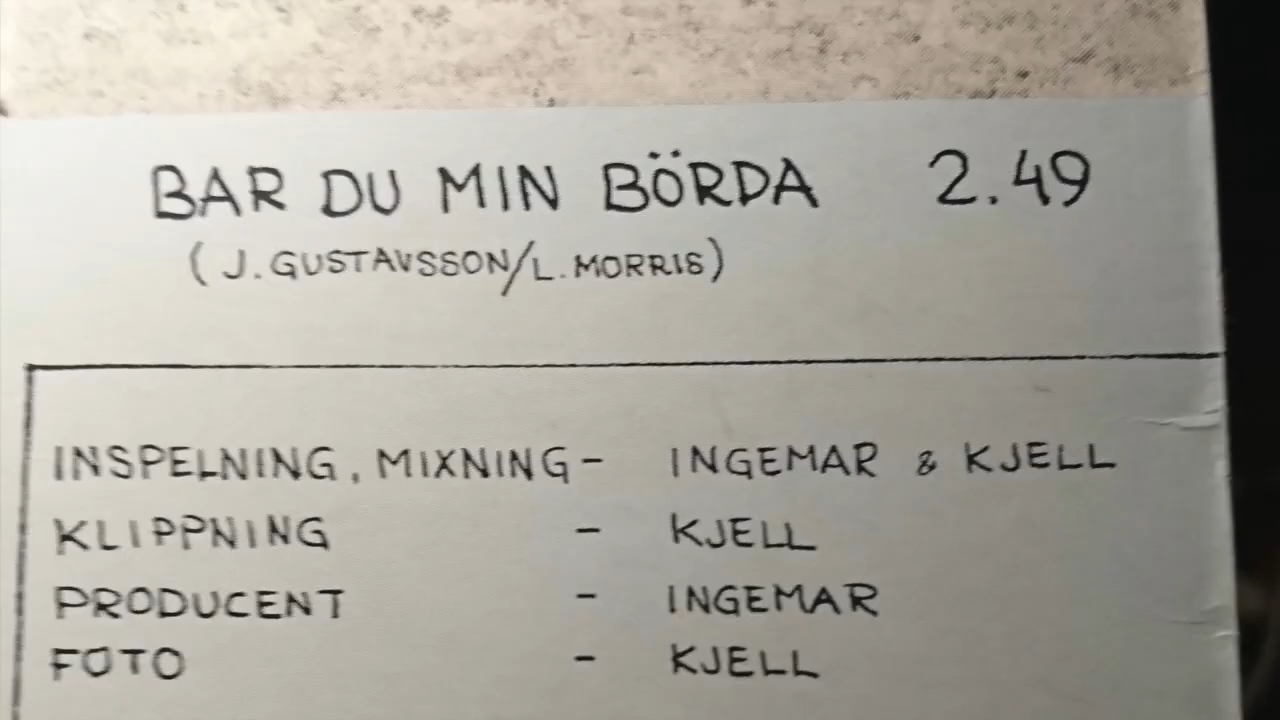 BAR DU MIN BÖRDA 2.49
(J. GUSTAVSSON/L. MORRIS)
INSPELNING, MIXNING - INGEMAR & KJELL
KLIPPNING - KJELL
PRODUCENT - INGEMAR
FOTO - KJELL